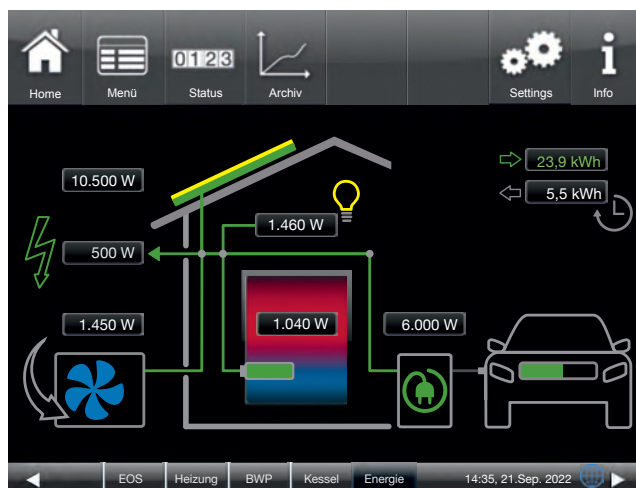 0123
Home Menü Status Archiv Settings Info
10.500 W
23,9 kWh
5,5 kWh
1.460 W
500 W
1.450 W
1.040 W
6.000 W
EOS Heizung BWP Kessel Energie 14:35, 21.Sep. 2022